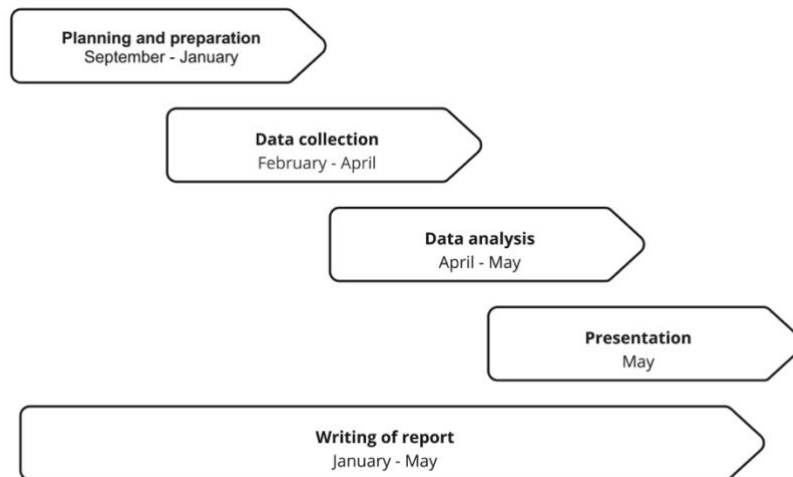 Planning and preparation
September - January
Data collection
February - April
Data analysis
April - May
Presentation
May
Writing of report
January - May